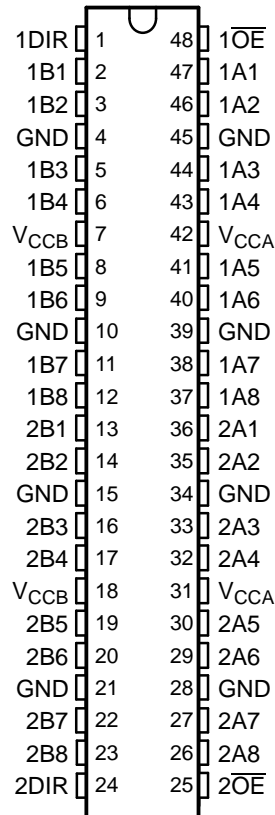 1DIR 1 48 1O̅E̅
1B1 2 47 1A1
1B2 3 46 1A2
GND 4 45 GND
1B3 5 44 1A3
1B4 6 43 1A4
VCCB 7 42 VCCA
1B5 8 41 1A5
1B6 9 40 1A6
GND 10 39 GND
1B7 11 38 1A7
1B8 12 37 1A8
2B1 13 36 2A1
2B2 14 35 2A2
GND 15 34 GND
2B3 16 33 2A3
2B4 17 32 2A4
VCCB 18 31 VCCA
2B5 19 30 2A5
2B6 20 29 2A6
GND 21 28 GND
2B7 22 27 2A7
2B8 23 26 2A8
2DIR 24 25 2O̅E̅